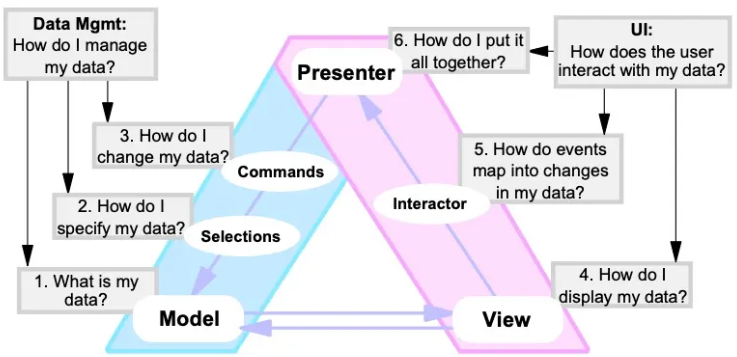 Data Mgmt:
How do I manage
my data?
UI:
How does the user
interact with my data?
6. How do I put it
all together?
Presenter
3. How do I
change my data?
Commands
5. How do events
map into changes
in my data?
2. How do I
specify my data?
Interactor
Selections
1. What is my
data?
4. How do I
display my data?
Model
View